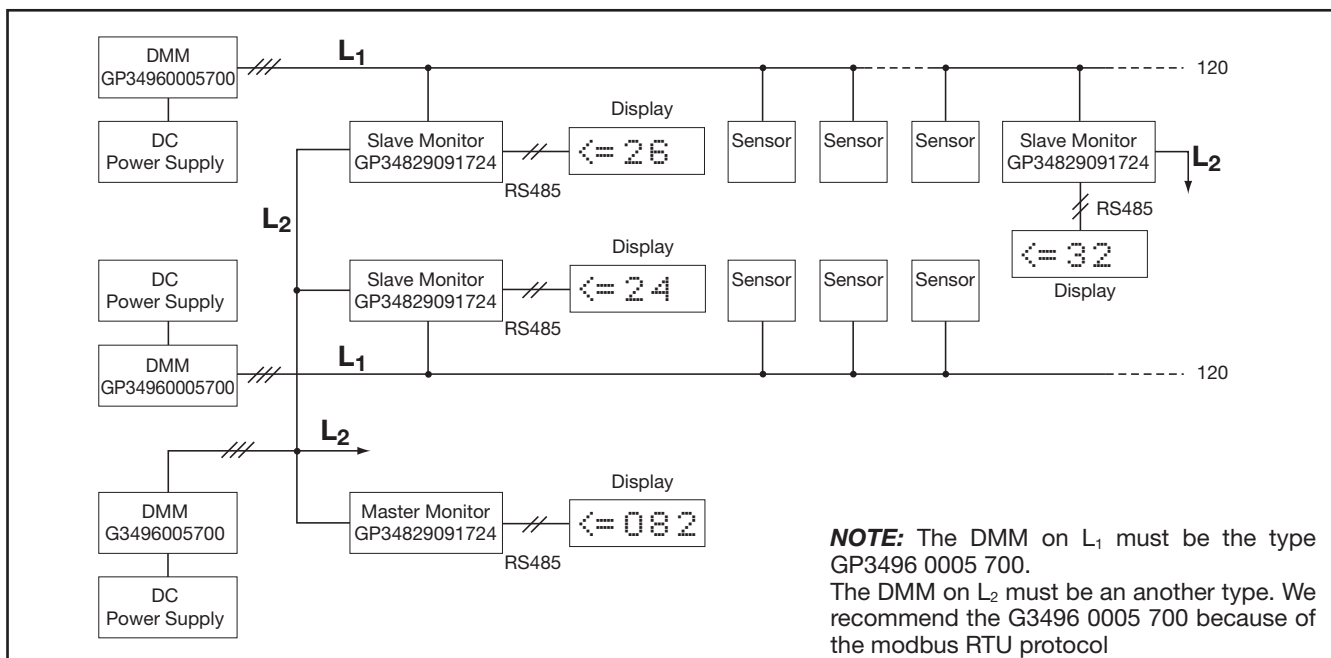 DMM
GP34960005700
L1
120
DC
Power Supply
Slave Monitor
GP34829091724
RS485
Display
<=26
Sensor
Sensor
Sensor
Slave Monitor
GP34829091724
L2
RS485
<=32
Display
L2
DC
Power Supply
Slave Monitor
GP34829091724
RS485
Display
<=24
Sensor
Sensor
Sensor
DMM
GP34960005700
L1
120
L2
DMM
G3496005700
DC
Power Supply
Master Monitor
GP34829091724
RS485
Display
<=082
NOTE: The DMM on L1 must be the type
GP3496 0005 700.
The DMM on L2 must be an another type. We
recommend the G3496 0005 700 because of
the modbus RTU protocol